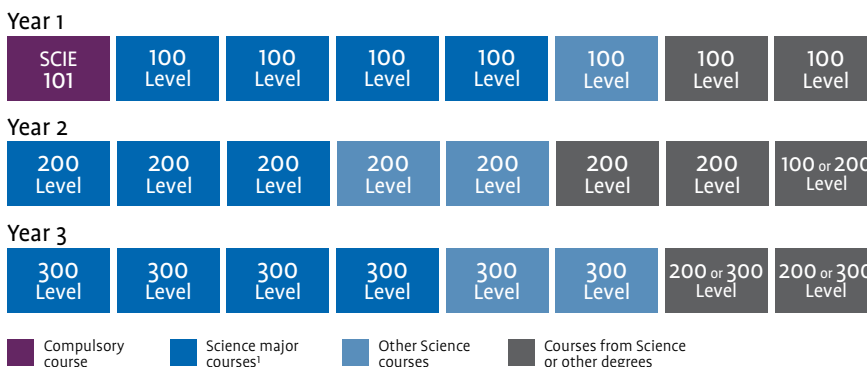 Year 1
SCIE 100 100 100 100 100 100 100
101 Level Level Level Level Level Level Level
Year 2
200 200 200 200 200 200 200 100 or 200
Level Level Level Level Level Level Level Level
Year 3
300 300 300 300 300 300 200 or 300 200 or 300
Level Level Level Level Level Level Level Level
Compulsory Science major Other Science Courses from Science
course courses¹ courses or other degrees